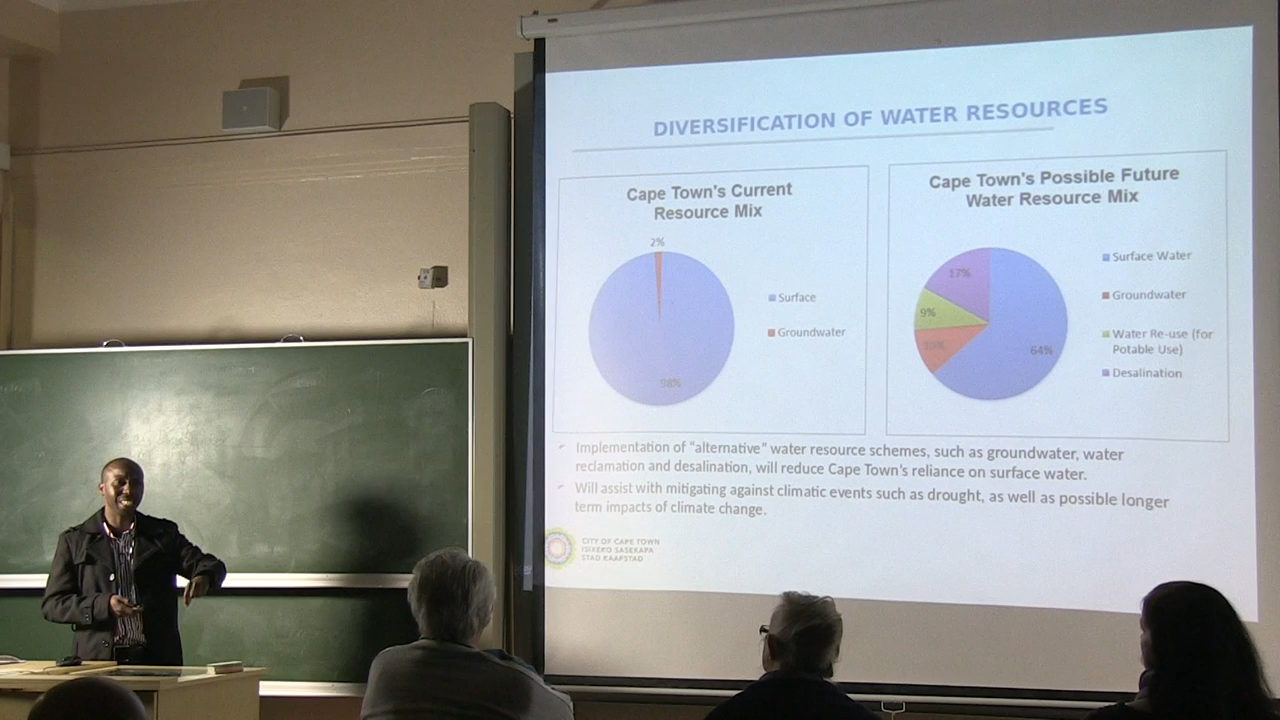 DIVERSIFICATION OF WATER RESOURCES
Cape Town's Current
Resource Mix
2%
98%
Surface
Groundwater
Cape Town's Possible Future
Water Resource Mix
17%
9%
10%
64%
Surface Water
Groundwater
Water Re-use (for
Potable Use)
Desalination
Implementation of “alternative” water resource schemes, such as groundwater, water
reclamation and desalination, will reduce Cape Town's reliance on surface water.
Will assist with mitigating against climatic events such as drought, as well as possible longer
term impacts of climate change.
CITY OF CAPE TOWN
ISIXEKO SASEKAPA
STAD KAAPSTAD